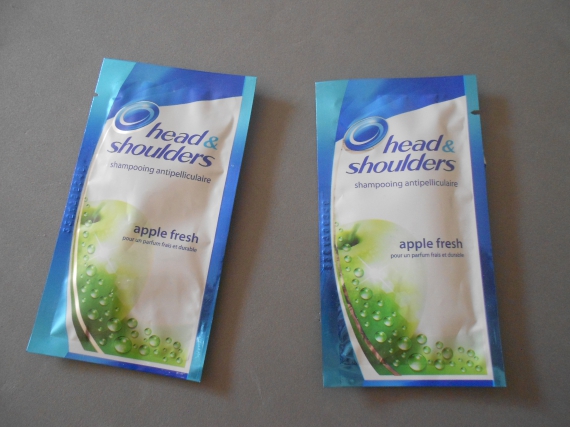 head&
shoulders
shampooing antipelliculaire
apple fresh
pour un parfum frais et durable
head&
shoulders
shampooing antipelliculaire
apple fresh
pour un parfum frais et durable